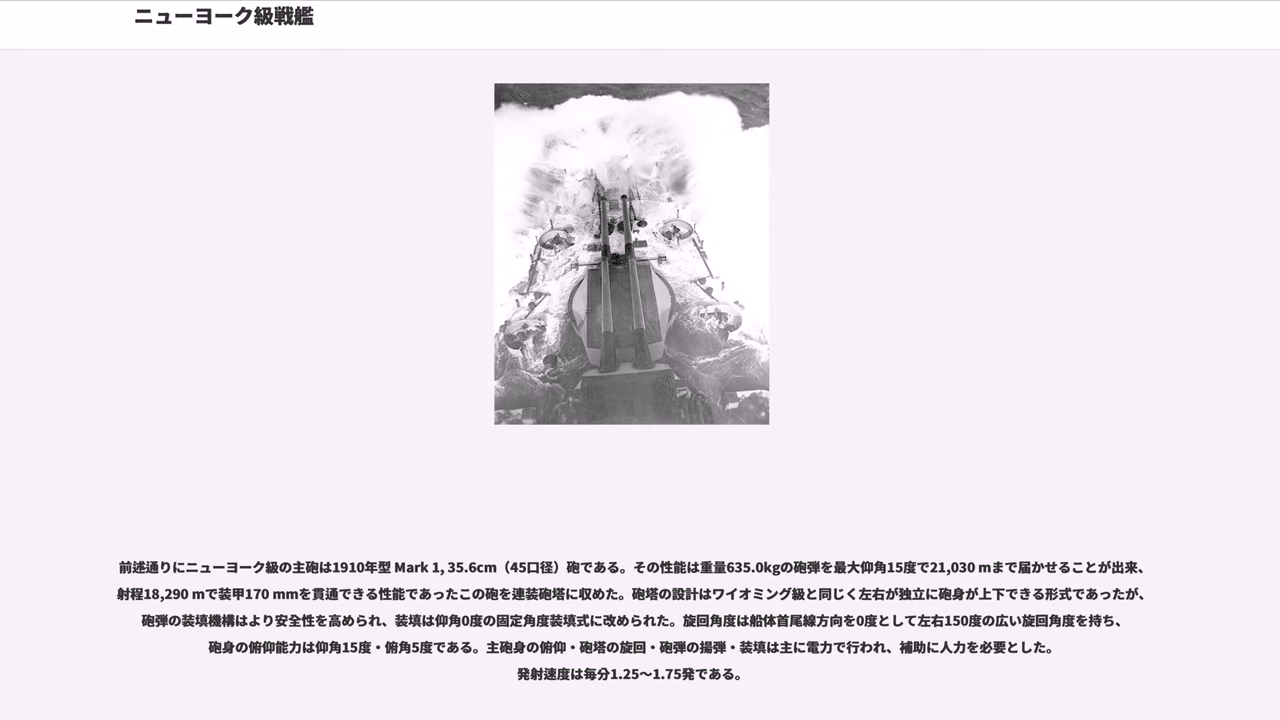 ニューヨーク級戦艦
前述通りにニューヨーク級の主砲は1910年型 Mark 1, 35.6cm（45口径）砲である。その性能は重量635.0kgの砲弾を最大仰角15度で21,030 mまで届かせることが出来、
射程18,290 mで装甲170 mmを貫通できる性能であったこの砲を連装砲塔に収めた。砲塔の設計はワイオミング級と同じく左右が独立に砲身が上下できる形式であったが、
砲弾の装填機構はより安全性を高められ、装填は仰角0度の固定角度装填式に改められた。旋回角度は船体首尾線方向を0度として左右150度の広い旋回角度を持ち、
砲身の俯仰能力は仰角15度・俯角5度である。主砲身の俯仰・砲塔の旋回・砲弾の揚弾・装填は主に電力で行われ、補助に人力を必要とした。
発射速度は毎分1.25～1.75発である。